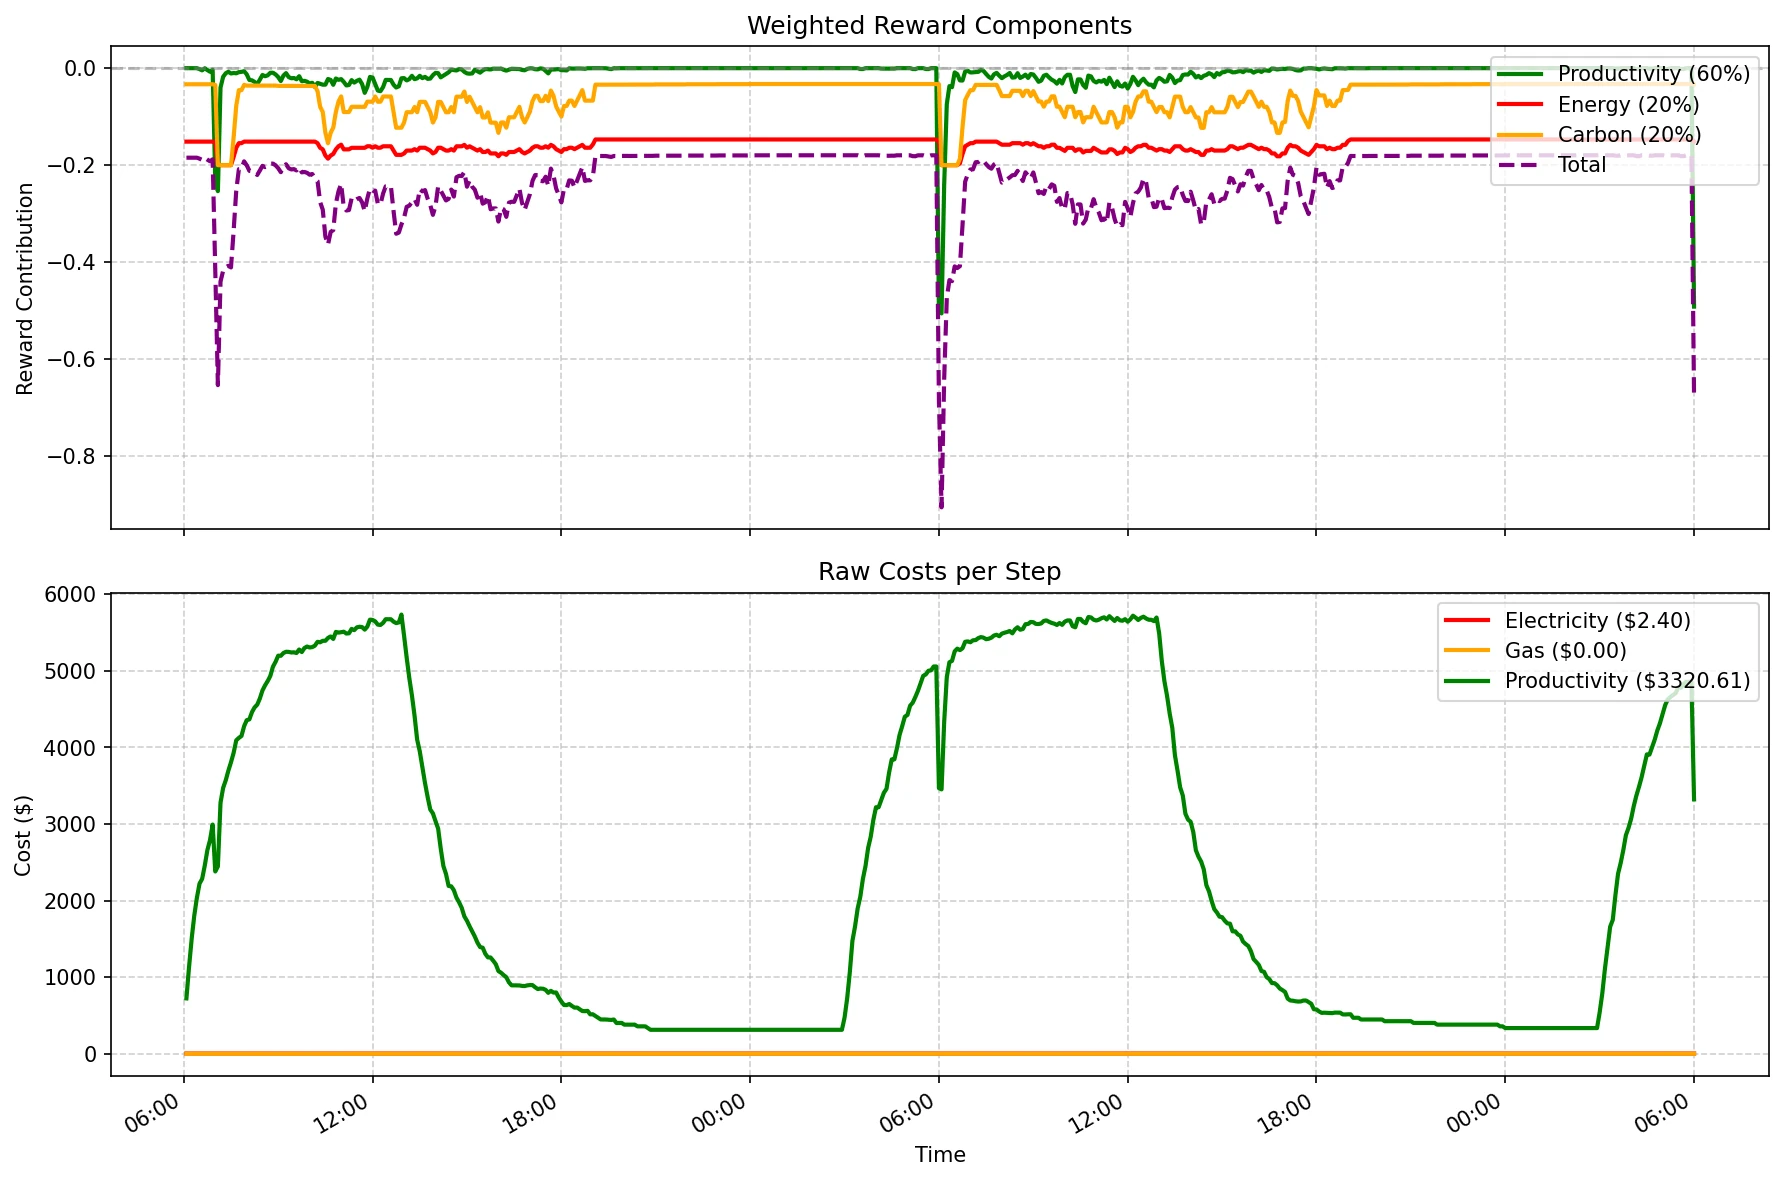 Weighted Reward Components
Reward Contribution
0.0
−0.2
−0.4
−0.6
−0.8
Productivity (60%)
Energy (20%)
Carbon (20%)
Total
Raw Costs per Step
Cost ($)
6000
5000
4000
3000
2000
1000
0
Electricity ($2.40)
Gas ($0.00)
Productivity ($3320.61)
06:00
12:00
18:00
00:00
06:00
12:00
18:00
00:00
06:00
Time